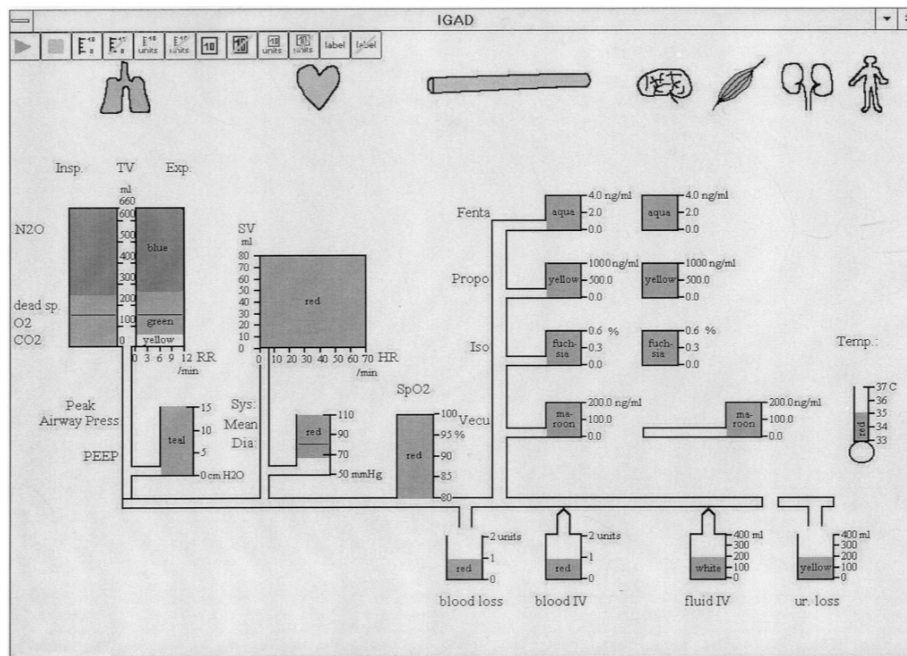 IGAD
10 10 units units 10 10 units units label label
Insp. TV Exp.
ml
660
600
500
400
300
200
100
0
N2O
dead sp.
O2
CO2
blue
green
yellow
0 3 6 9 12 RR
/min
SV
ml
80
70
60
50
40
30
20
10
0
red
0 10 20 30 40 50 60 70 HR
/min
Fenta
aqua
4.0 ng/ml
2.0
0.0
aqua
4.0 ng/ml
2.0
0.0
Propo
yellow
1000 ng/ml
500.0
0.0
yellow
1000 ng/ml
500.0
0.0
Iso
fuch-
sia
0.6 %
0.3
0.0
fuch-
sia
0.6 %
0.3
0.0
Vecu
ma-
roon
200.0 ng/ml
100.0
0.0
ma-
roon
200.0 ng/ml
100.0
0.0
Temp.:
37 C
36
35
34
33
red
Peak
Airway Press
PEEP
teal
15
10
5
0 cm H2O
Sys:
Mean
Dia:
red
110
90
70
50 mmHg
SpO2
red
100
95 %
90
85
80
red
2 units
1
0
blood loss
red
2 units
1
0
blood IV
white
400 ml
300
200
100
0
fluid IV
yellow
400 ml
300
200
100
0
ur. loss